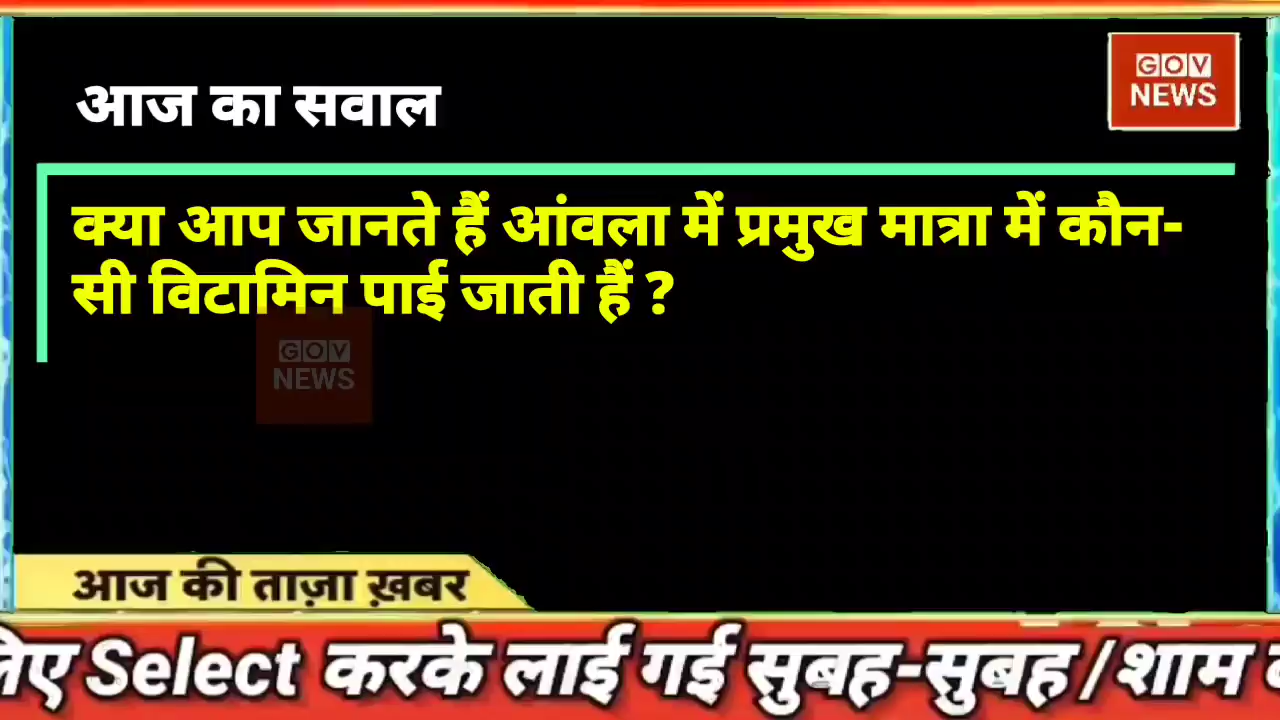 आज का सवाल
GOV
NEWS
क्या आप जानते हैं आंवला में प्रमुख मात्रा में कौन-
सी विटामिन पाई जाती हैं ?
GOV
NEWS
आज की ताज़ा ख़बर
लिए Select करके लाई गई सुबह-सुबह /शाम